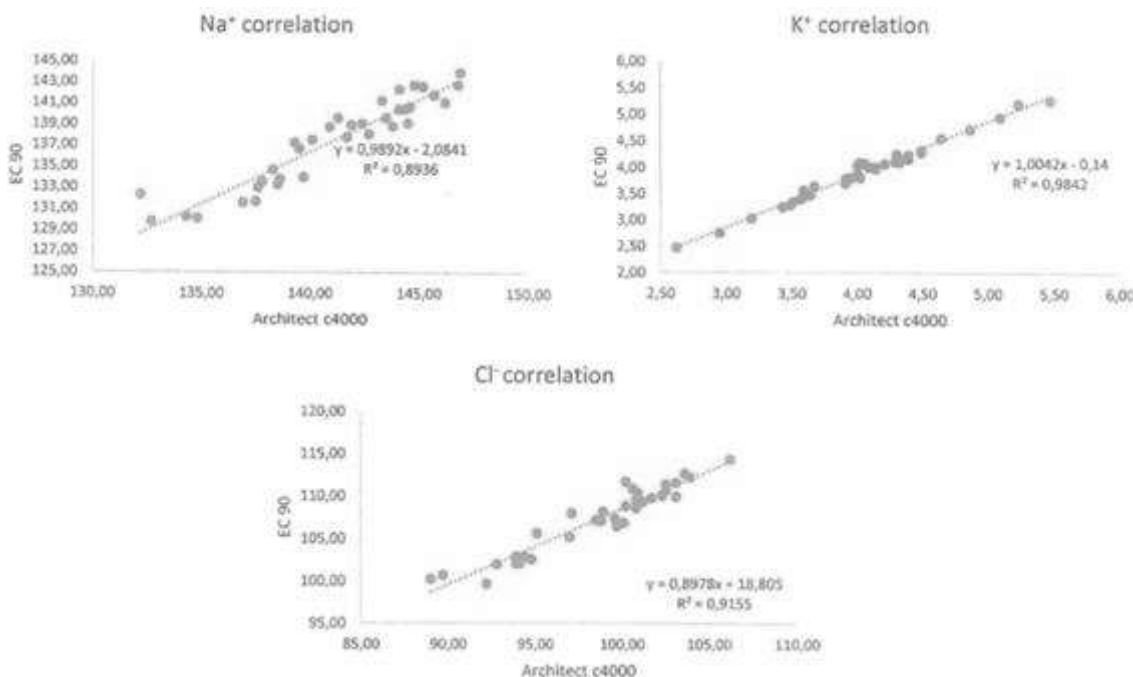 Na⁺ correlation
145,00
143,00
141,00
139,00
137,00
135,00
133,00
131,00
129,00
127,00
125,00
EC 90
y = 0,9892x - 2,0841
R² = 0,8936
130,00 135,00 140,00 145,00 150,00
Architect c4000
K⁺ correlation
6,00
5,50
5,00
4,50
4,00
3,50
3,00
2,50
2,00
EC 90
y = 1,0042x - 0,14
R² = 0,9842
2,50 3,00 3,50 4,00 4,50 5,00 5,50 6,00
Architect c4000
Cl⁻ correlation
120,00
115,00
110,00
105,00
100,00
95,00
EC 90
y = 0,8978x + 18,805
R² = 0,9155
85,00 90,00 95,00 100,00 105,00 110,00
Architect c4000